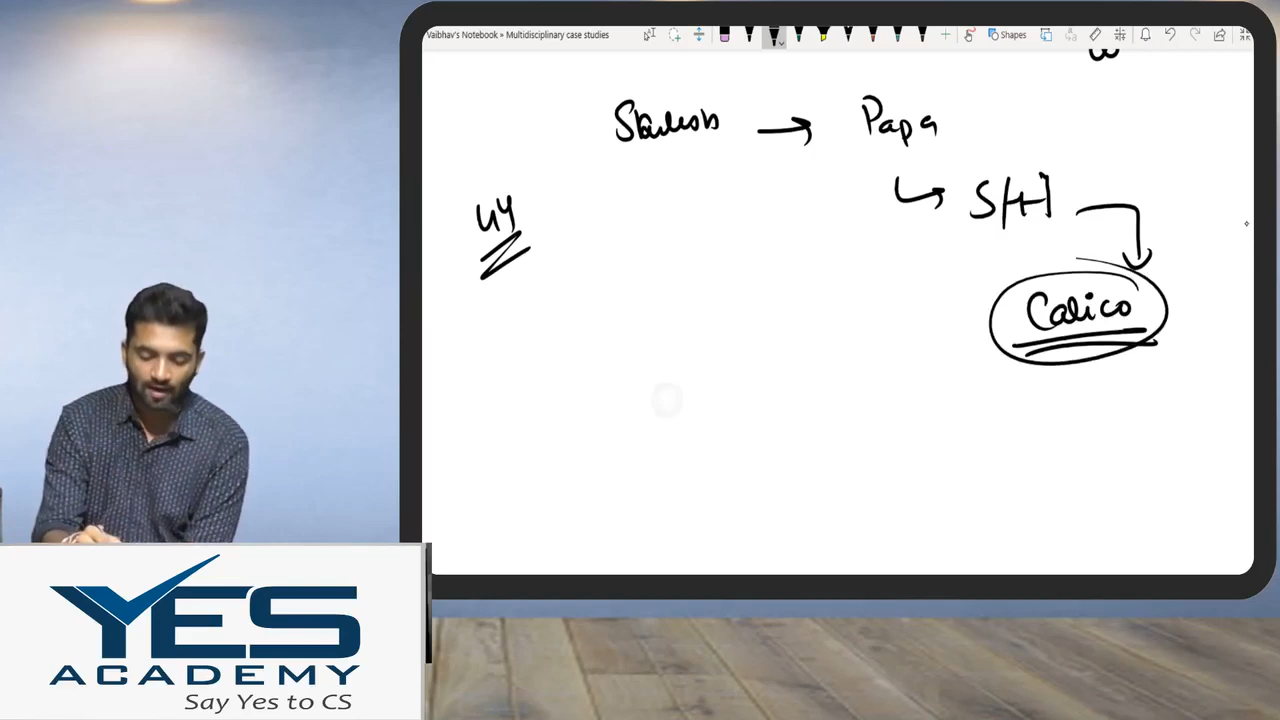 Vaibhav's Notebook » Multidisciplinary case studies
Shapes
→ Papa
44
Calico
YES
ACADEMY
Say Yes to CS